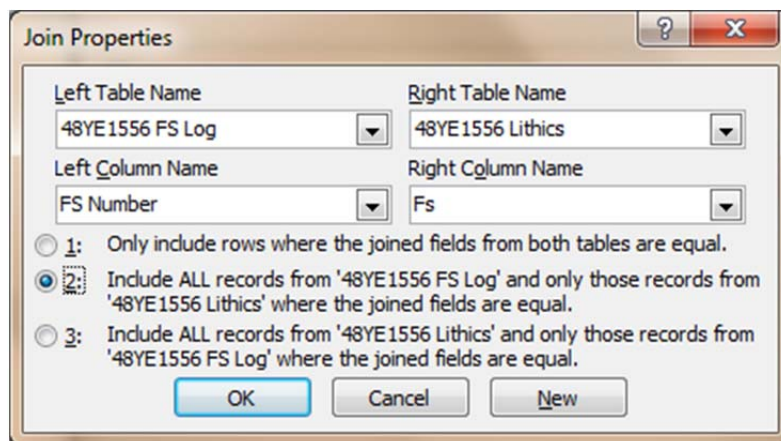 Join Properties
Left Table Name
Right Table Name
48YE1556 FS Log
48YE1556 Lithics
Left Column Name
Right Column Name
FS Number
Fs
1: Only include rows where the joined fields from both tables are equal.
2: Include ALL records from '48YE1556 FS Log' and only those records from
'48YE1556 Lithics' where the joined fields are equal.
3: Include ALL records from '48YE1556 Lithics' and only those records from
'48YE1556 FS Log' where the joined fields are equal.
OK
Cancel
New